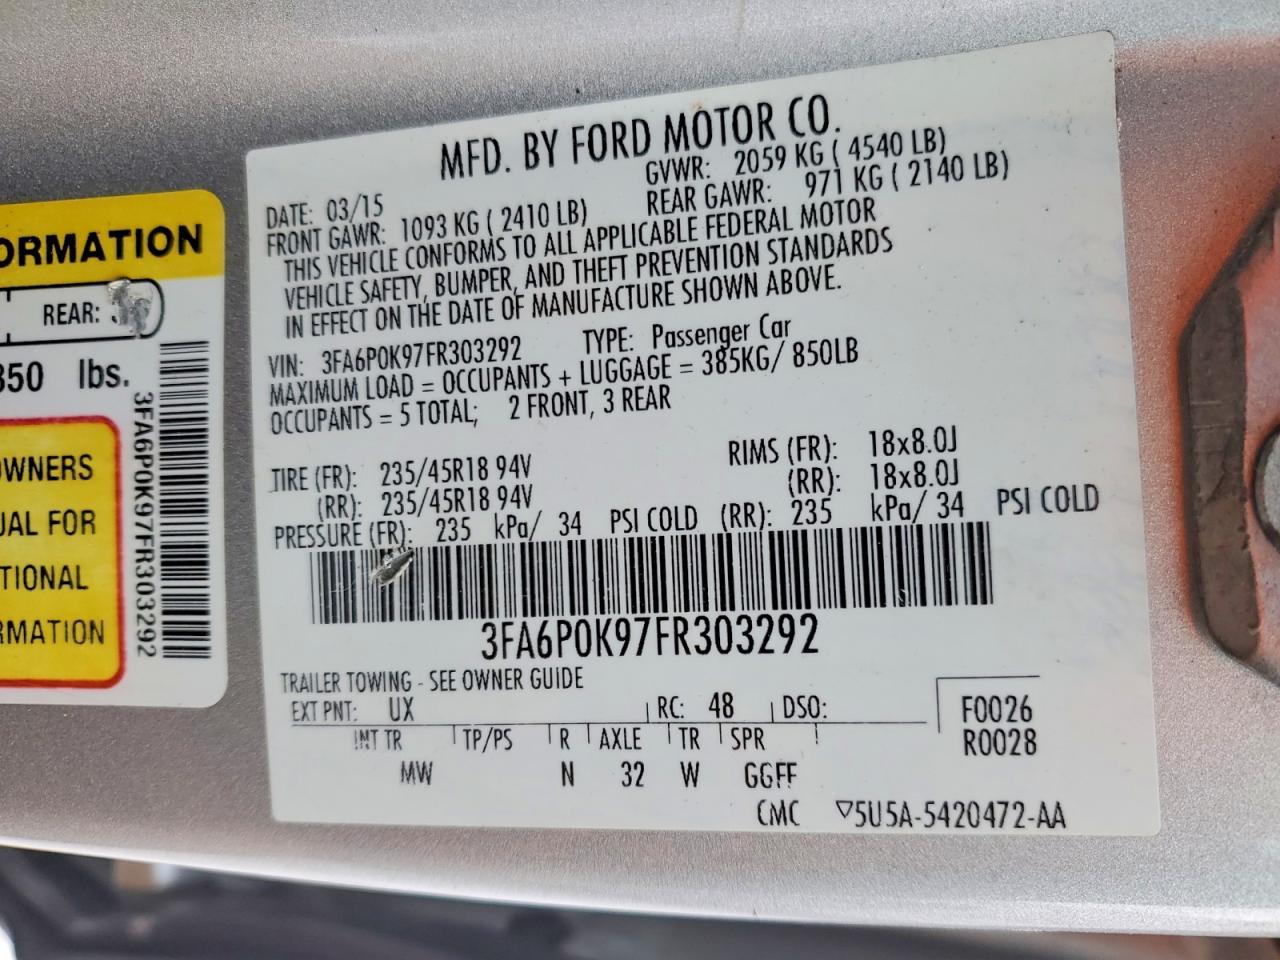 ORMATION
REAR:
850 lbs.
OWNERS
UAL FOR
TIONAL
RMATION
3FA6P0K97FR303292
MFD. BY FORD MOTOR CO.
DATE: 03/15 GVWR: 2059 KG ( 4540 LB)
FRONT GAWR: 1093 KG ( 2410 LB) REAR GAWR: 971 KG ( 2140 LB)
THIS VEHICLE CONFORMS TO ALL APPLICABLE FEDERAL MOTOR
VEHICLE SAFETY, BUMPER, AND THEFT PREVENTION STANDARDS
IN EFFECT ON THE DATE OF MANUFACTURE SHOWN ABOVE.
VIN: 3FA6P0K97FR303292 TYPE: Passenger Car
MAXIMUM LOAD = OCCUPANTS + LUGGAGE = 385KG/ 850LB
OCCUPANTS = 5 TOTAL; 2 FRONT, 3 REAR
TIRE (FR): 235/45R18 94V RIMS (FR): 18x8.0J
(RR): 235/45R18 94V (RR): 18x8.0J
PRESSURE (FR): 235 kPa/ 34 PSI COLD (RR): 235 kPa/ 34 PSI COLD
3FA6P0K97FR303292
TRAILER TOWING - SEE OWNER GUIDE
EXT PNT: UX RC: 48 DSO: F0026
INT TR TP/PS R AXLE TR SPR R0028
MW N 32 W GGFF
CMC ▽5U5A-5420472-AA